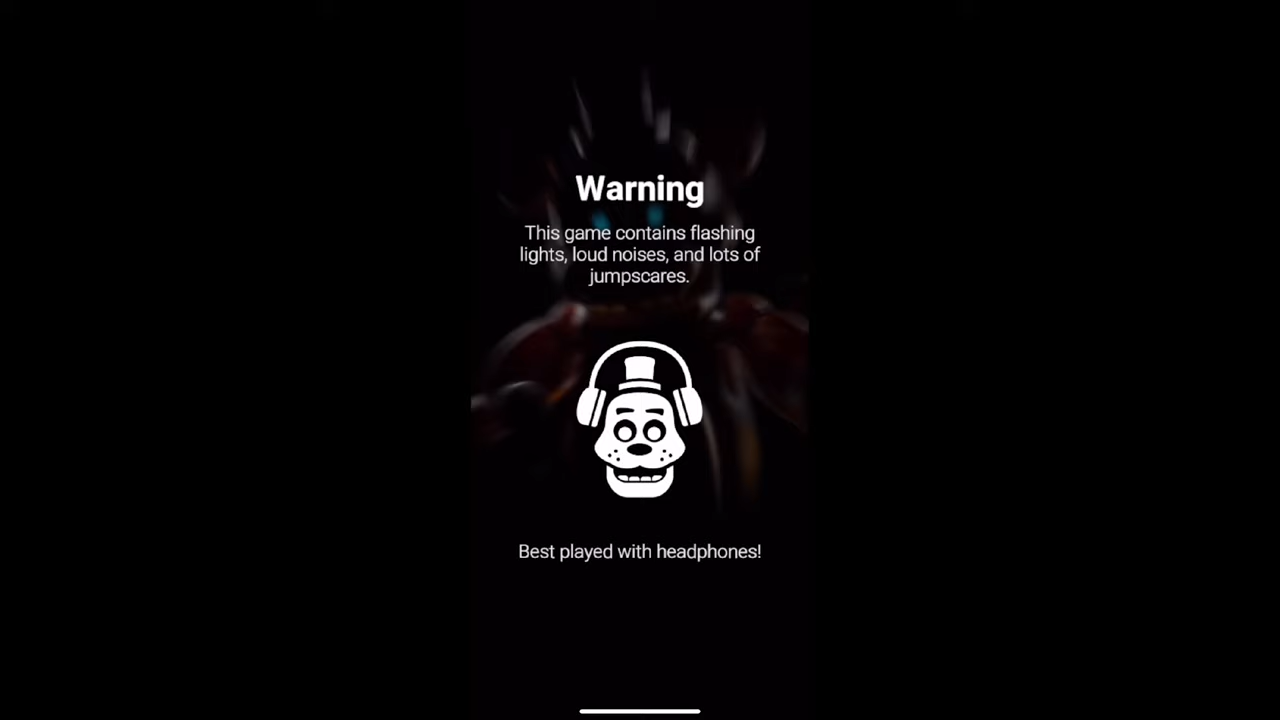 Warning
This game contains flashing
lights, loud noises, and lots of
jumpscares.
Best played with headphones!